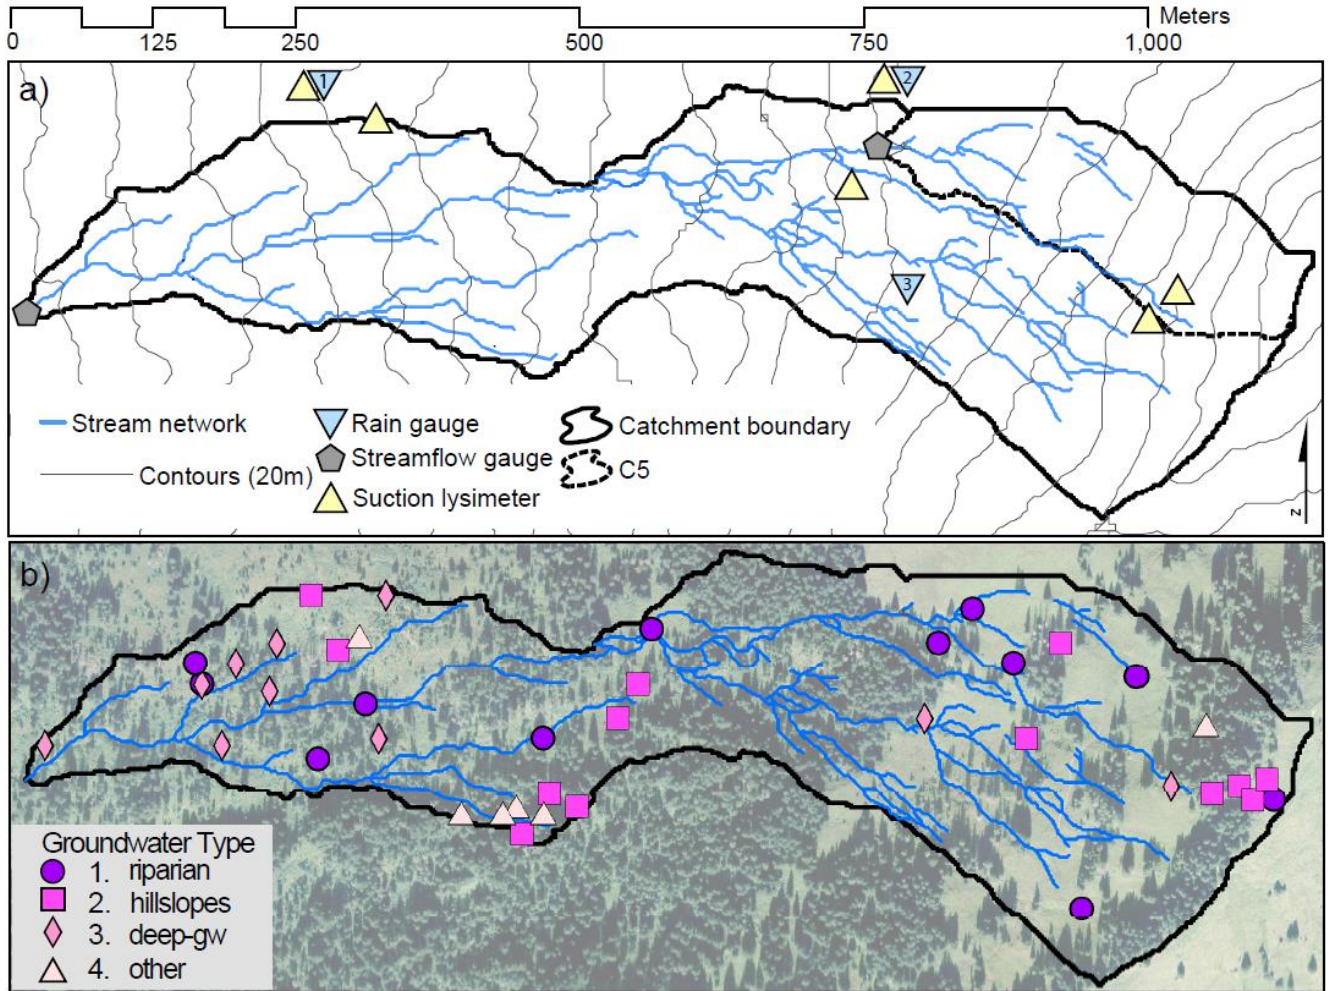 Meters
0 125 250 500 750 1,000
a)
1
2
3
Stream network
Contours (20m)
Rain gauge
Streamflow gauge
Suction lysimeter
Catchment boundary
C5
z
b)
Groundwater Type
1. riparian
2. hillslopes
3. deep-gw
4. other